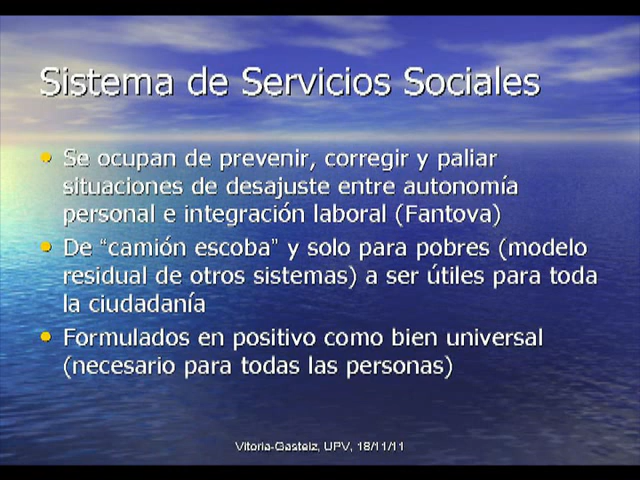 Sistema de Servicios Sociales
• Se ocupan de prevenir, corregir y paliar
situaciones de desajuste entre autonomía
personal e integración laboral (Fantova)
• De “camión escoba” y solo para pobres (modelo
residual de otros sistemas) a ser útiles para toda
la ciudadanía
• Formulados en positivo como bien universal
(necesario para todas las personas)
Vitoria-Gasteiz, UPV, 18/11/11